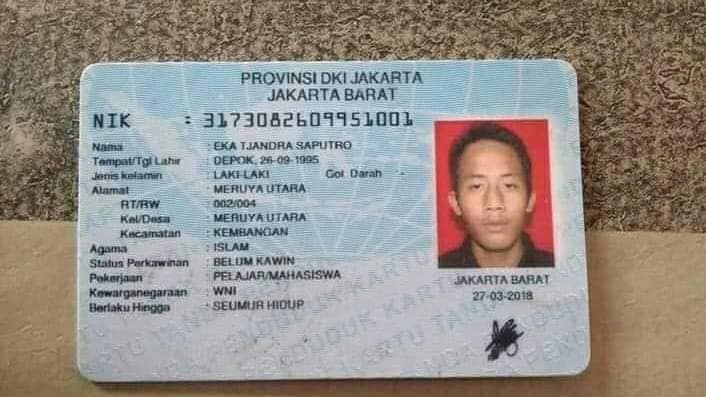 PROVINSI DKI JAKARTA
JAKARTA BARAT
NIK : 3173082609951001
Nama : EKA TJANDRA SAPUTRO
Tempat/Tgl Lahir : DEPOK, 26-09-1995
Jenis kelamin : LAKI-LAKI Gol. Darah : -
Alamat : MERUYA UTARA
RT/RW : 002/004
Kel/Desa : MERUYA UTARA
Kecamatan : KEMBANGAN
Agama : ISLAM
Status Perkawinan : BELUM KAWIN
Pekerjaan : PELAJAR/MAHASISWA
Kewarganegaraan : WNI
Berlaku Hingga : SEUMUR HIDUP
JAKARTA BARAT
27-03-2018